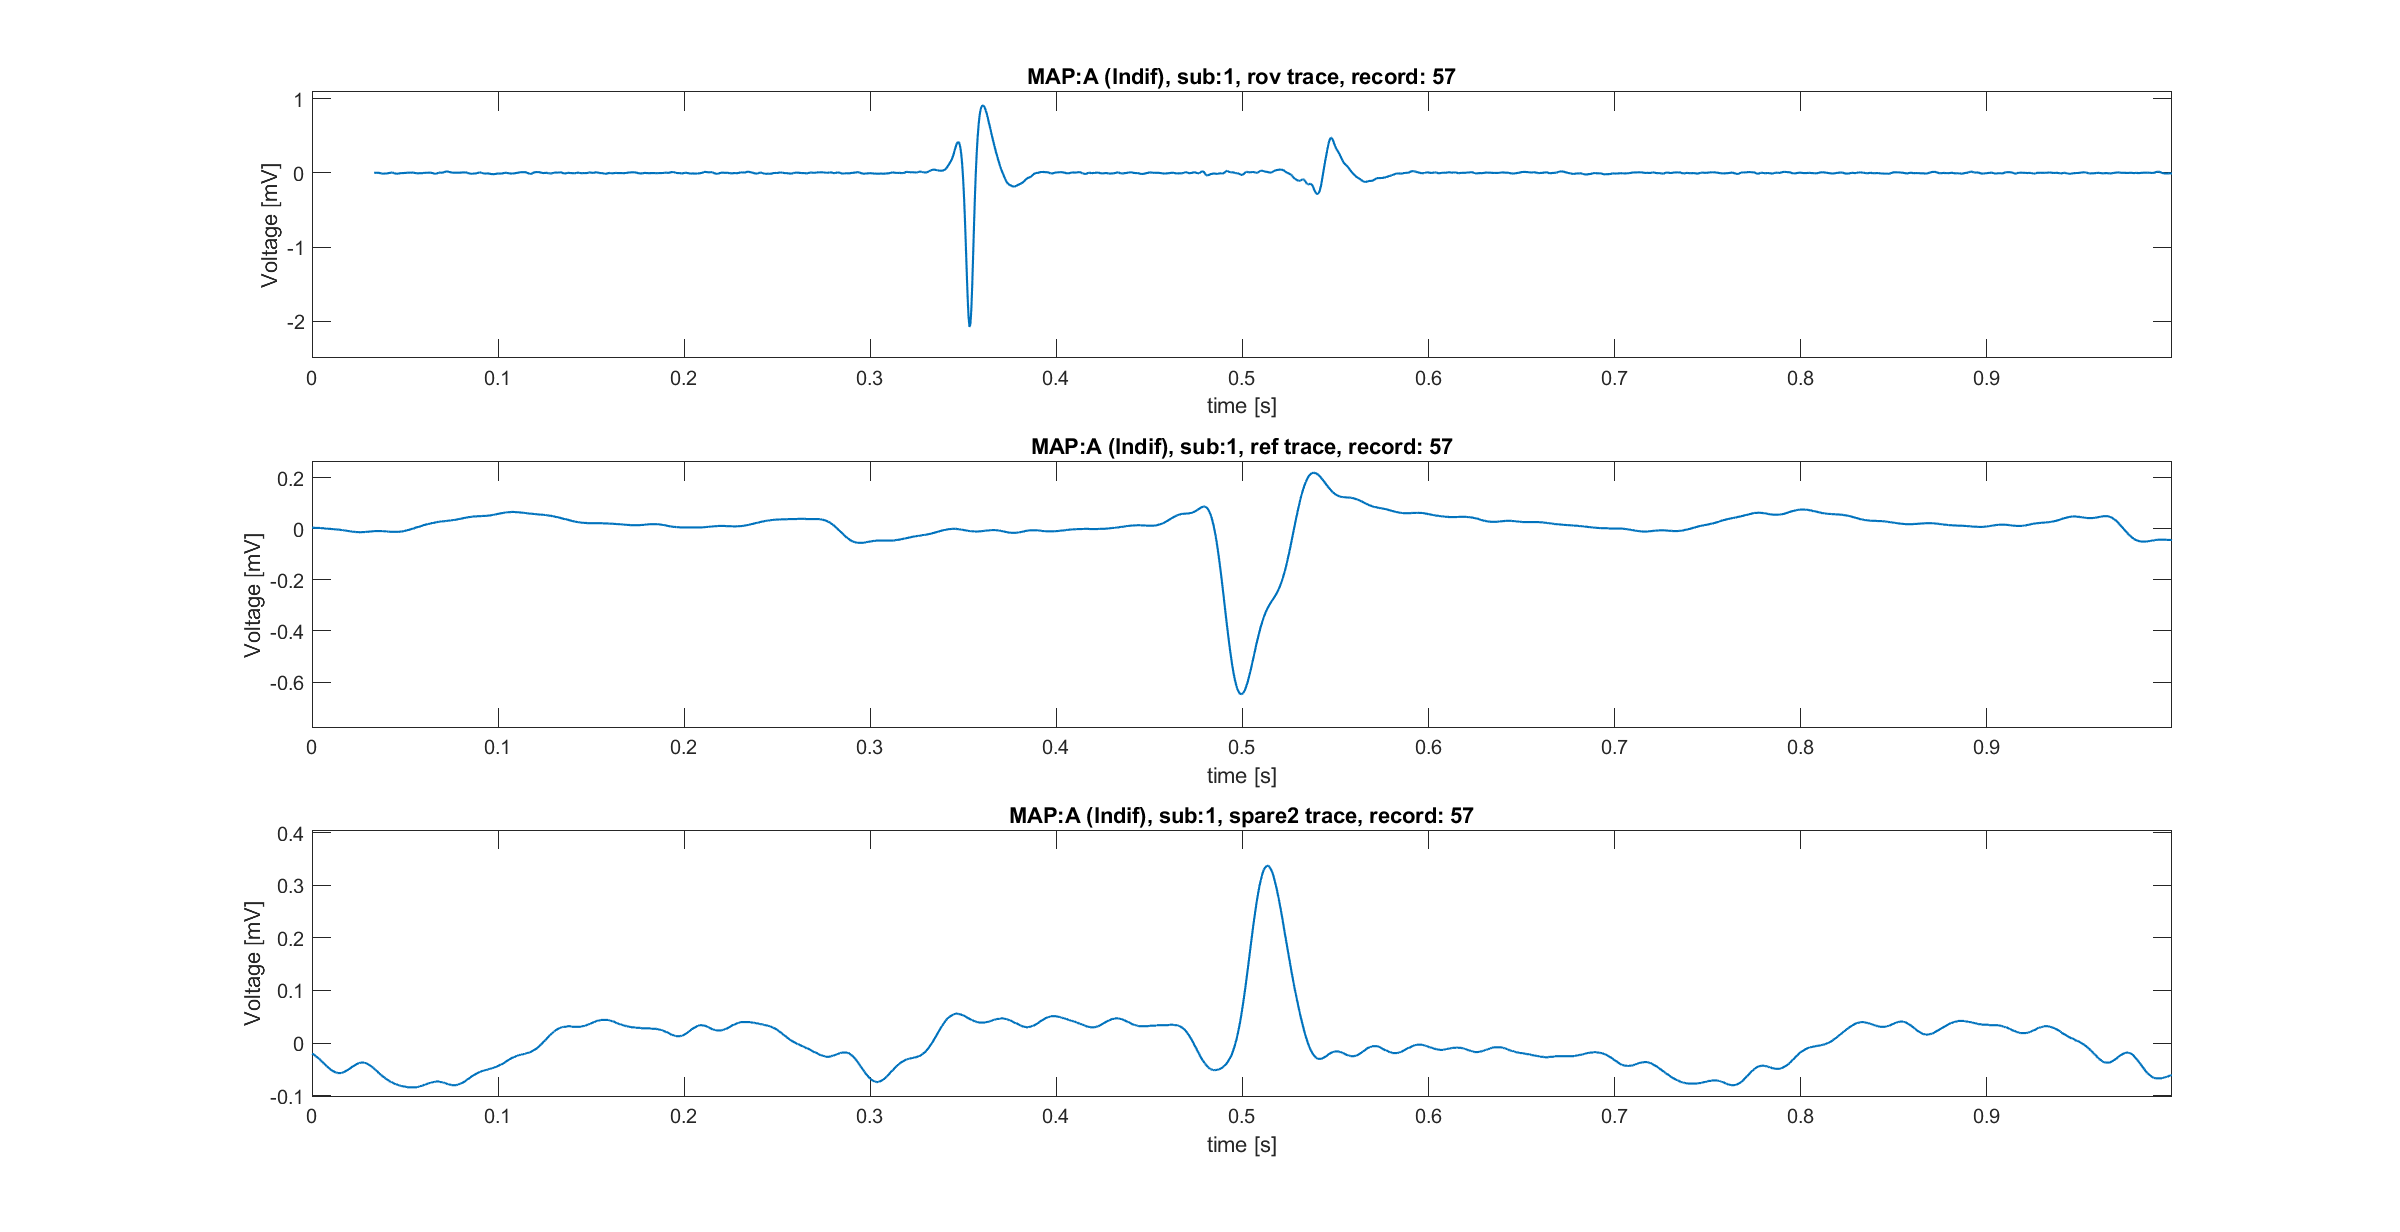 MAP:A (Indif), sub:1, rov trace, record: 57
1
0
-1
-2
Voltage [mV]
0 0.1 0.2 0.3 0.4 0.5 0.6 0.7 0.8 0.9
time [s]
MAP:A (Indif), sub:1, ref trace, record: 57
0.2
0
-0.2
-0.4
-0.6
Voltage [mV]
0 0.1 0.2 0.3 0.4 0.5 0.6 0.7 0.8 0.9
time [s]
MAP:A (Indif), sub:1, spare2 trace, record: 57
0.4
0.3
0.2
0.1
0
-0.1
Voltage [mV]
0 0.1 0.2 0.3 0.4 0.5 0.6 0.7 0.8 0.9
time [s]